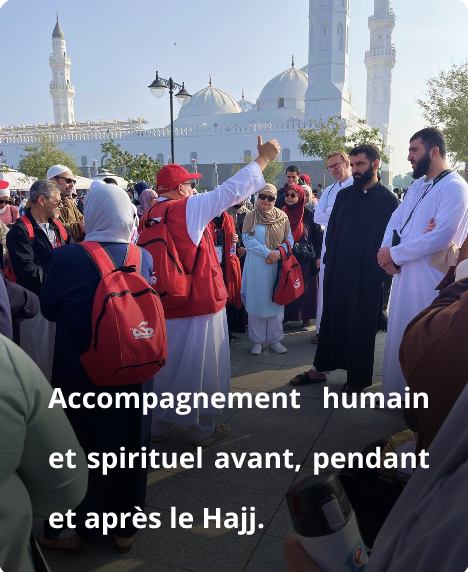 Accompagnement humain
et spirituel avant, pendant
et après le Hajj.